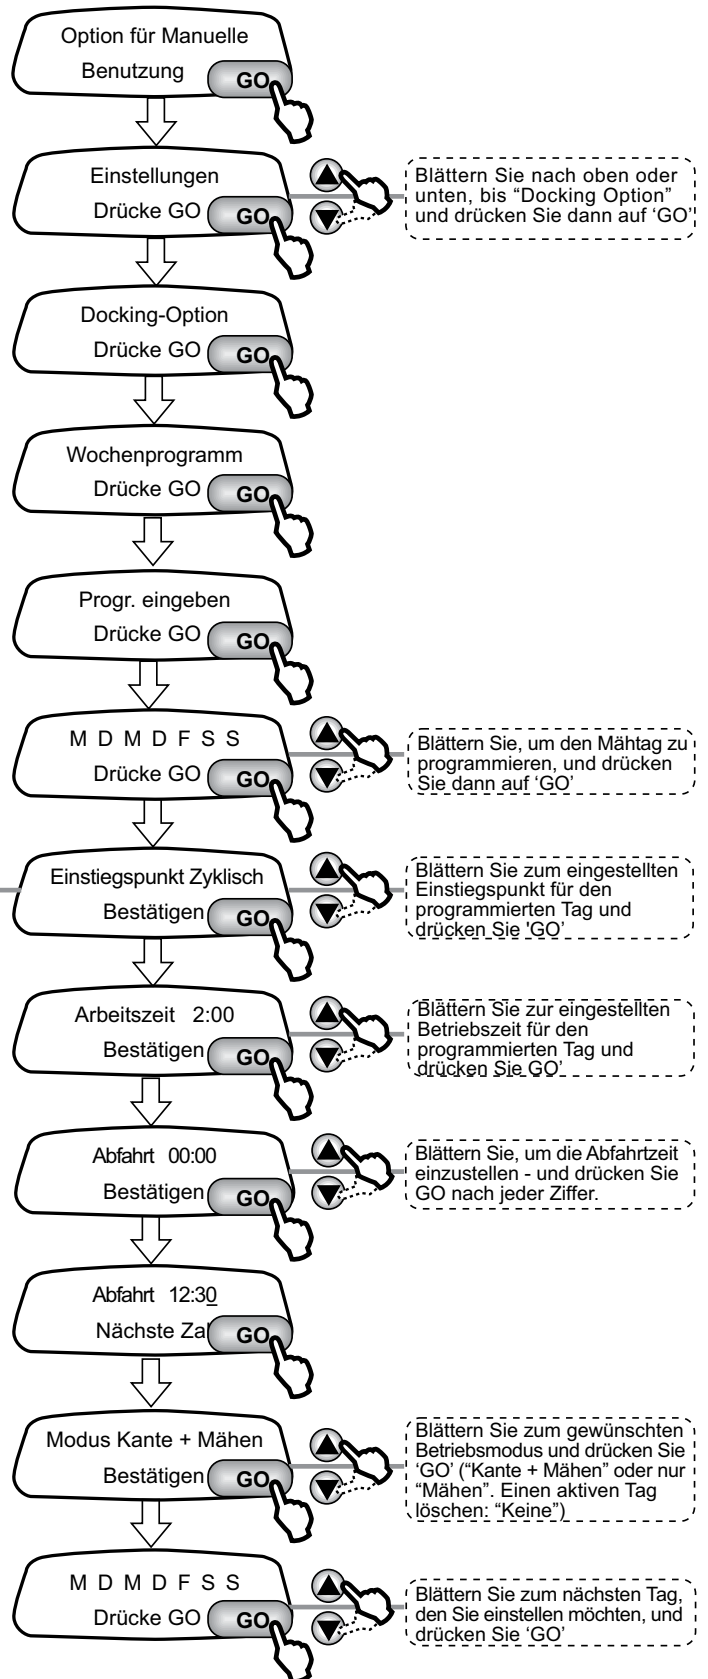 Option für Manuelle
Benutzung
GO
Einstellungen
Drücke GO
GO
Blättern Sie nach oben oder
unten, bis “Docking Option”
und drücken Sie dann auf ‘GO’
Docking-Option
Drücke GO
GO
Wochenprogramm
Drücke GO
GO
Progr. eingeben
Drücke GO
GO
M D M D F S S
Drücke GO
GO
Blättern Sie, um den Mähtag zu
programmieren, und drücken
Sie dann auf ‘GO’
Einstiegspunkt Zyklisch
Bestätigen
GO
Blättern Sie zum eingestellten
Einstiegspunkt für den
programmierten Tag und
drücken Sie 'GO’
Arbeitszeit 2:00
Bestätigen
GO
Blättern Sie zur eingestellten
Betriebszeit für den
programmierten Tag und
drücken Sie GO’
Abfahrt 00:00
Bestätigen
GO
Blättern Sie, um die Abfahrtzeit
einzustellen - und drücken Sie
GO nach jeder Ziffer.
Abfahrt 12:30
Nächste Za
GO
Modus Kante + Mähen
Bestätigen
GO
Blättern Sie zum gewünschten
Betriebsmodus und drücken Sie
‘GO’ (“Kante + Mähen” oder nur
“Mähen”. Einen aktiven Tag
löschen: “Keine”)
M D M D F S S
Drücke GO
GO
Blättern Sie zum nächsten Tag,
den Sie einstellen möchten, und
drücken Sie ‘GO’